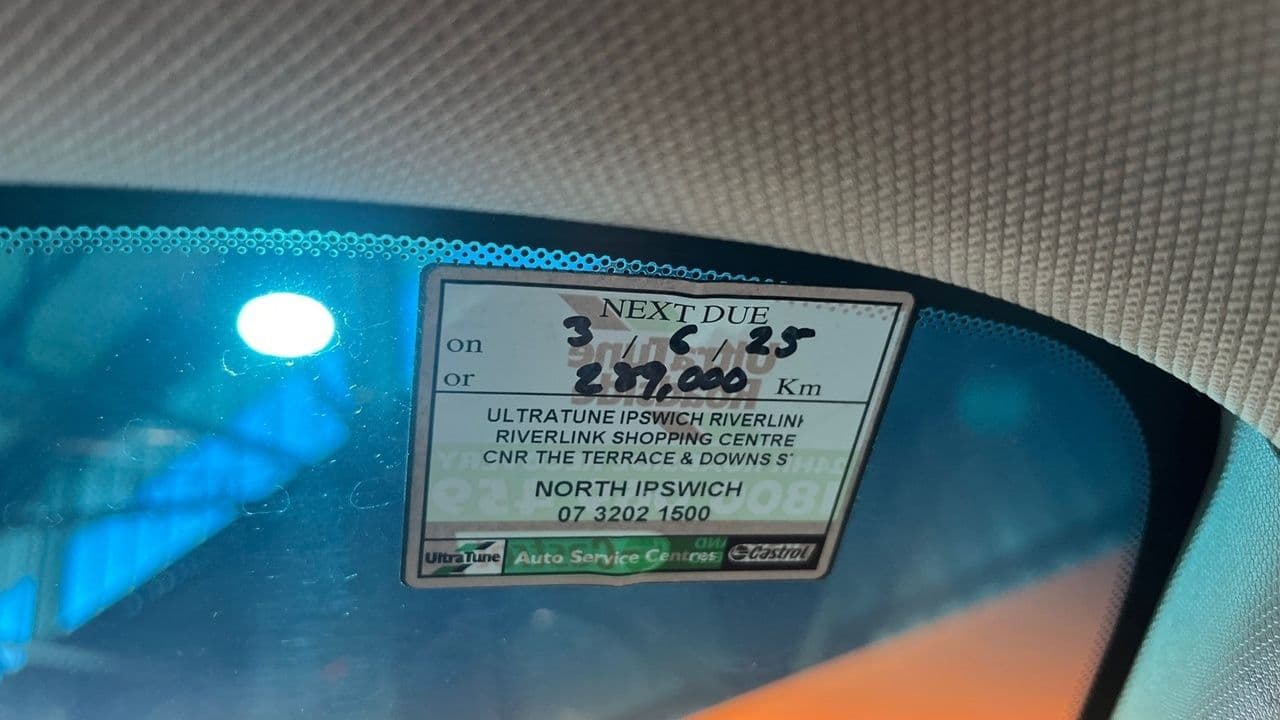 NEXT DUE
on 3 / 6 / 25
or 289,000 Km
ULTRATUNE IPSWICH RIVERLINK
RIVERLINK SHOPPING CENTRE
CNR THE TERRACE & DOWNS S
NORTH IPSWICH
07 3202 1500
UltraTune Auto Service Centres Castrol